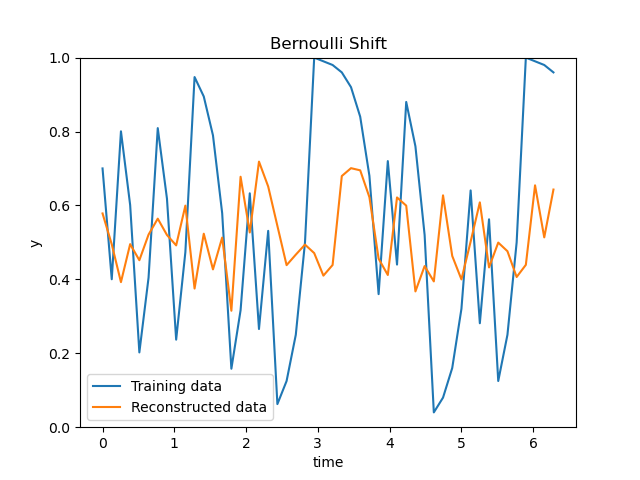 Bernoulli Shift
1.0
0.8
0.6
0.4
0.2
0.0
y
Training data
Reconstructed data
0 1 2 3 4 5 6
time